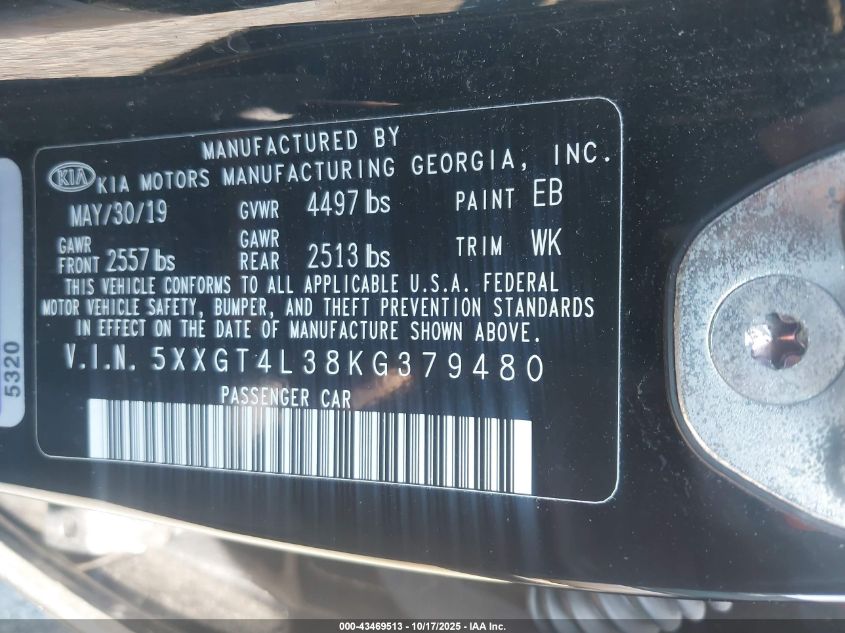 MANUFACTURED BY
KIA KIA MOTORS MANUFACTURING GEORGIA, INC.
MAY/30/19 GVWR 4497 lbs PAINT EB
GAWR FRONT 2557 lbs GAWR REAR 2513 lbs TRIM WK
THIS VEHICLE CONFORMS TO ALL APPLICABLE U.S.A. FEDERAL
MOTOR VEHICLE SAFETY, BUMPER, AND THEFT PREVENTION STANDARDS
IN EFFECT ON THE DATE OF MANUFACTURE SHOWN ABOVE.
V.I.N. 5XXGT4L38KG379480
PASSENGER CAR
5320
000-43469513 - 10/17/2025 - IAA Inc.